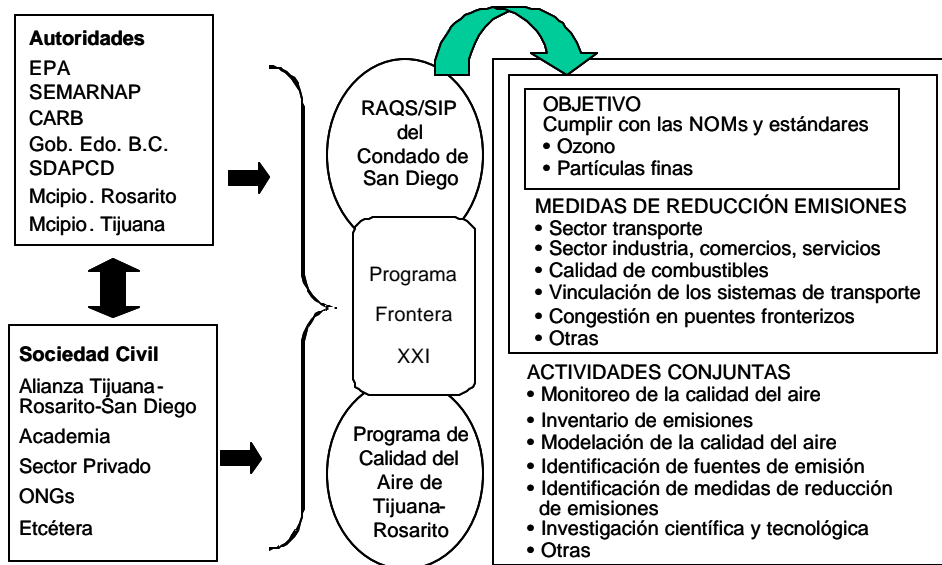 Autoridades
EPA
SEMARNAP
CARB
Gob. Edo. B.C.
SDAPCD
Mcipio. Rosarito
Mcipio. Tijuana
Sociedad Civil
Alianza Tijuana-
Rosarito-San Diego
Academia
Sector Privado
ONGs
Etcétera
RAQS/SIP
del
Condado de
San Diego
Programa
Frontera
XXI
Programa de
Calidad del
Aire de
Tijuana-
Rosarito
OBJETIVO
Cumplir con las NOMs y estándares
• Ozono
• Partículas finas
MEDIDAS DE REDUCCIÓN EMISIONES
• Sector transporte
• Sector industria, comercios, servicios
• Calidad de combustibles
• Vinculación de los sistemas de transporte
• Congestión en puentes fronterizos
• Otras
ACTIVIDADES CONJUNTAS
• Monitoreo de la calidad del aire
• Inventario de emisiones
• Modelación de la calidad del aire
• Identificación de fuentes de emisión
• Identificación de medidas de reducción
de emisiones
• Investigación científica y tecnológica
• Otras